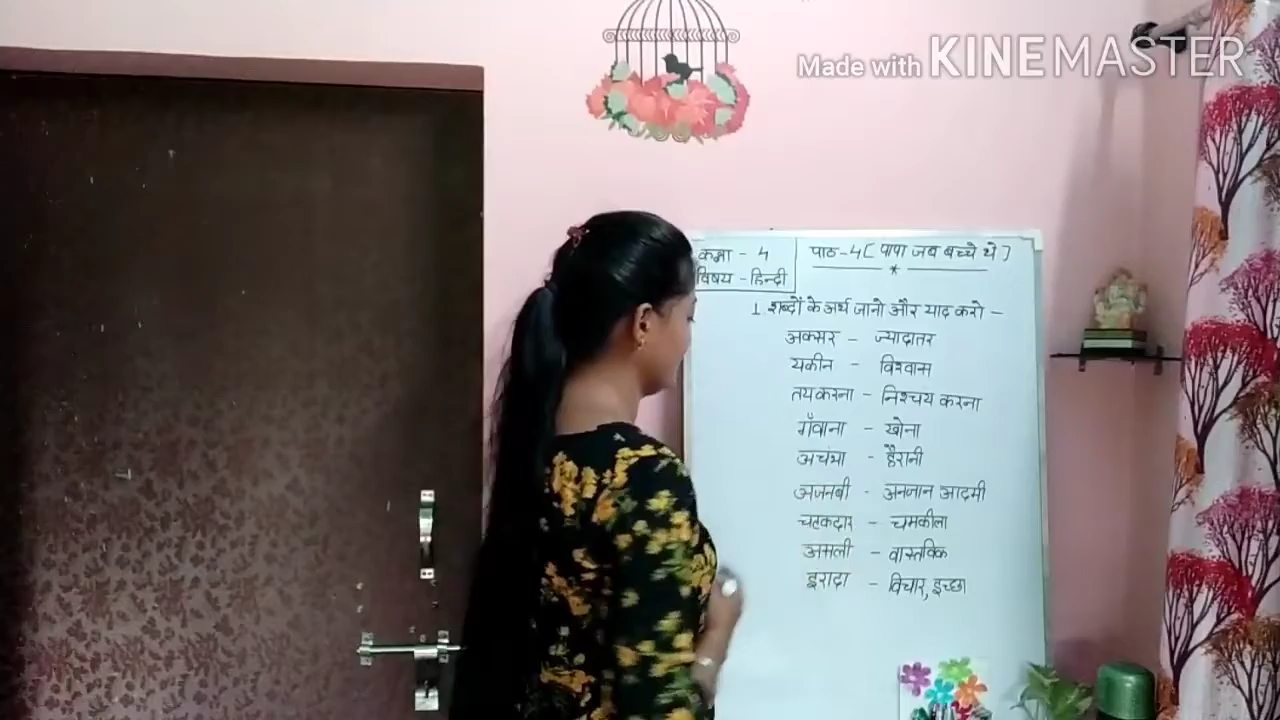 Made with KINEMASTER
कक्षा - 4
विषय - हिन्दी
पाठ-4 [ पापा जब बच्चे थे ]
1. शब्दों के अर्थ जानो और याद करो -
अक्सर - ज्यादातर
यकीन - विश्वास
तय करना - निश्चय करना
गँवाना - खोना
अचंभा - हैरानी
अजनबी - अनजान आदमी
चटकदार - चमकीला
असली - वास्तविक
इरादा - विचार, इच्छा